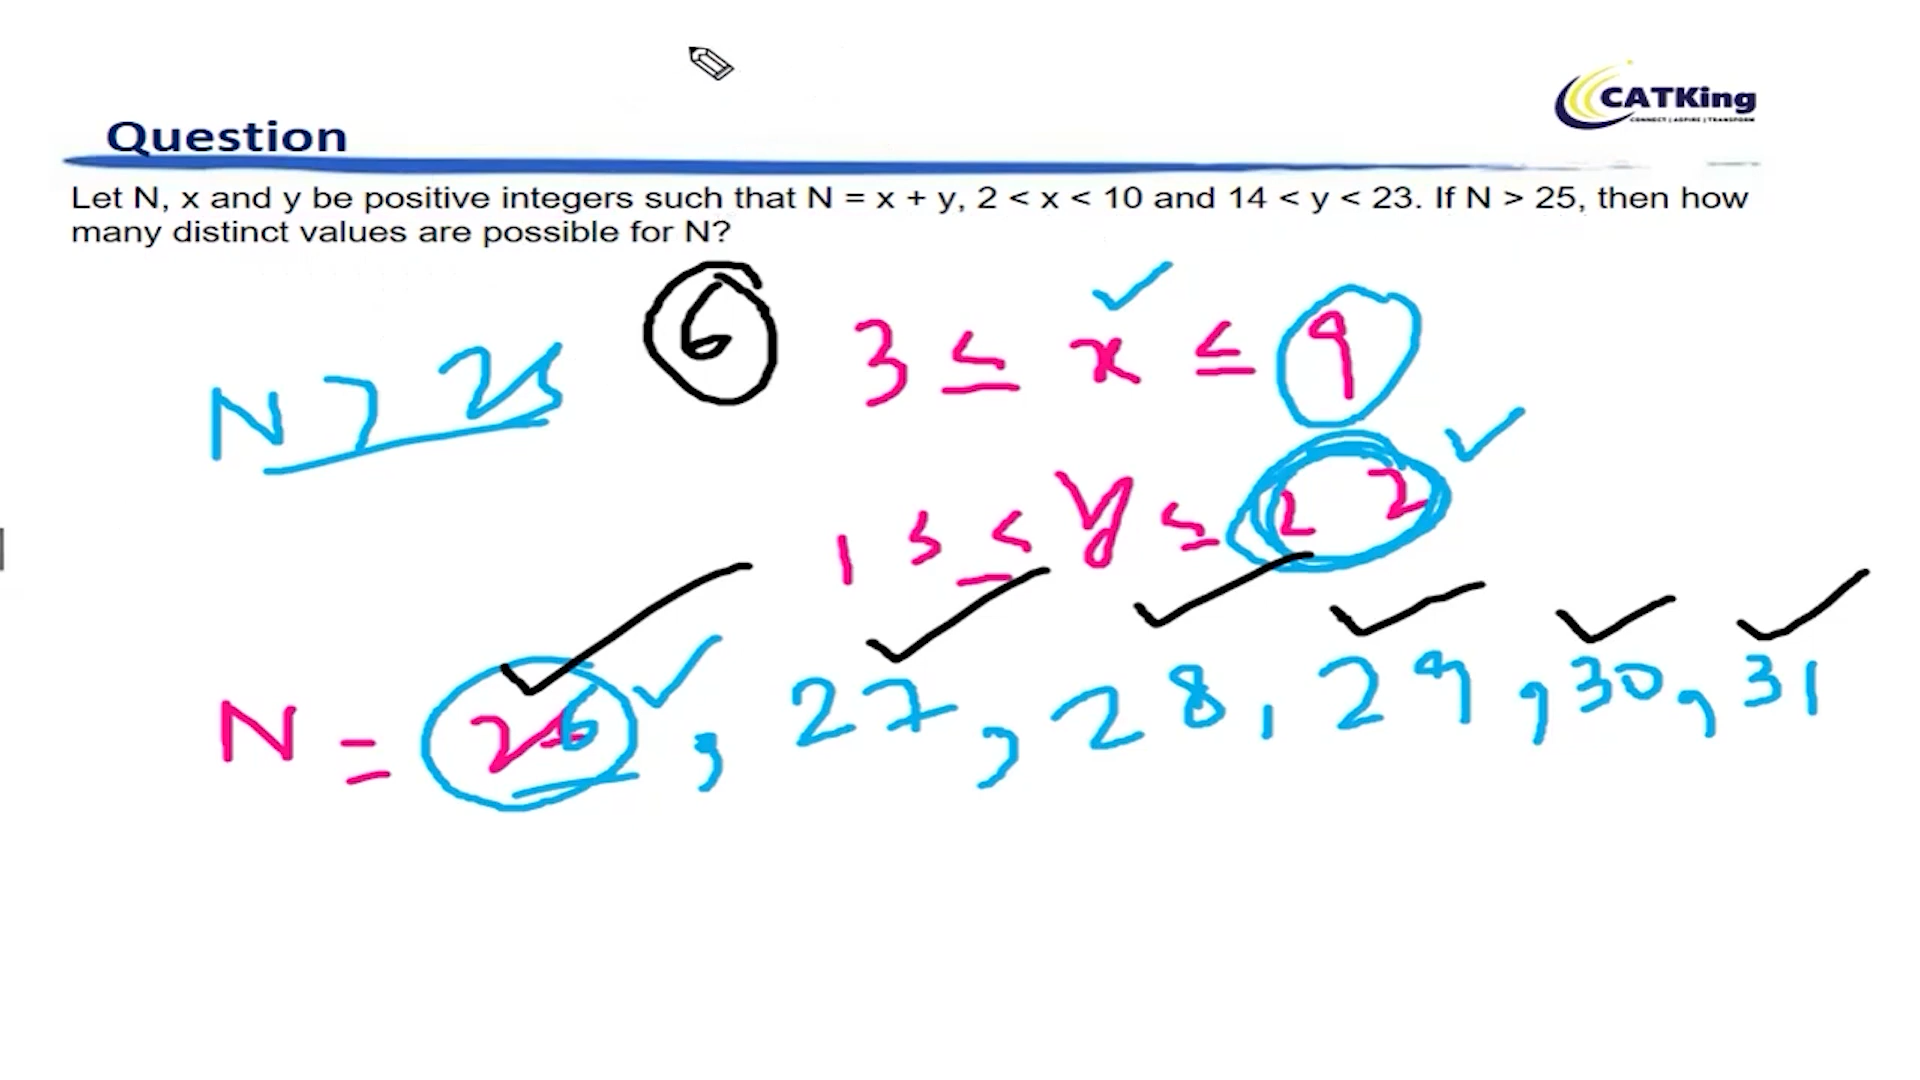 CATKing
CONNECT | ASPIRE | TRANSFORM
Question
Let N, x and y be positive integers such that N = x + y, 2 < x < 10 and 14 < y < 23. If N > 25, then how
many distinct values are possible for N?
6
3 ≤ x ≤ 9
N > 25
15 ≤ y ≤ 22
N = 26, 27, 28, 29, 30, 31